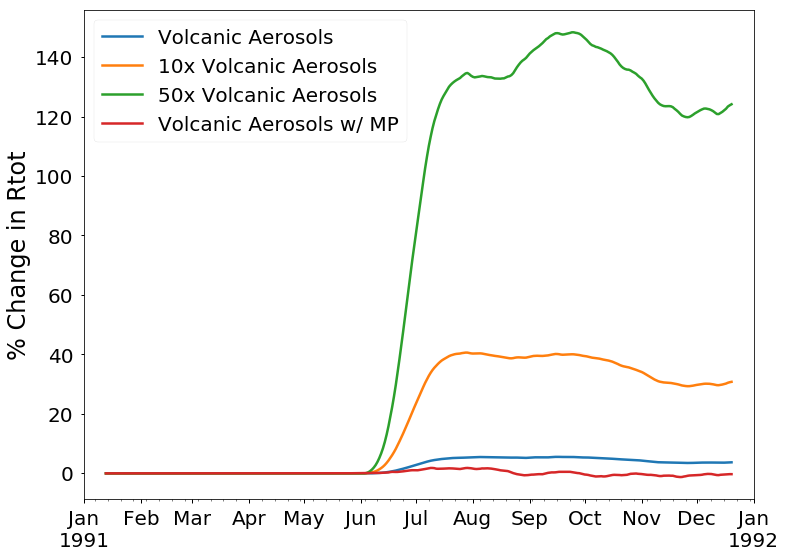 Volcanic Aerosols
10x Volcanic Aerosols
50x Volcanic Aerosols
Volcanic Aerosols w/ MP
% Change in Rtot
140
120
100
80
60
40
20
0
Jan Feb Mar Apr May Jun Jul Aug Sep Oct Nov Dec Jan
1991 1992